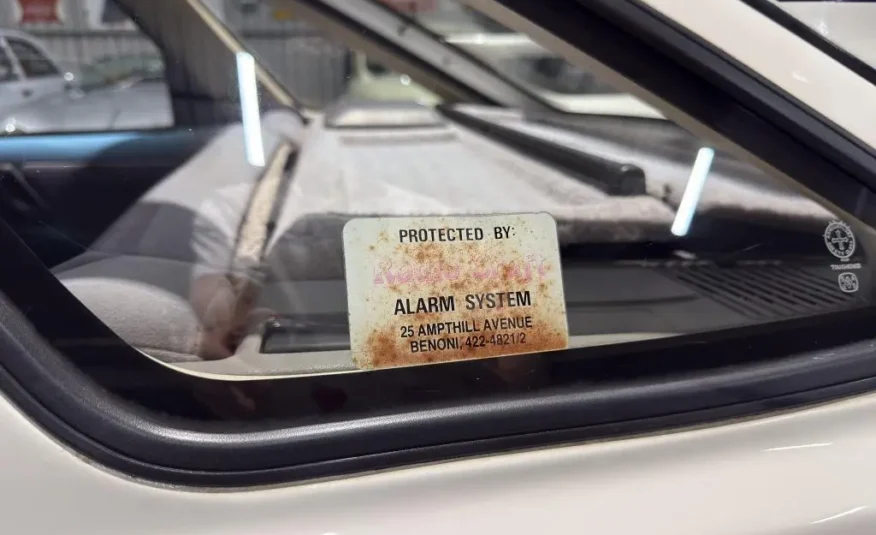 PROTECTED BY:
ALARM SYSTEM
25 AMPTHILL AVENUE
BENONI, 422-4821/2